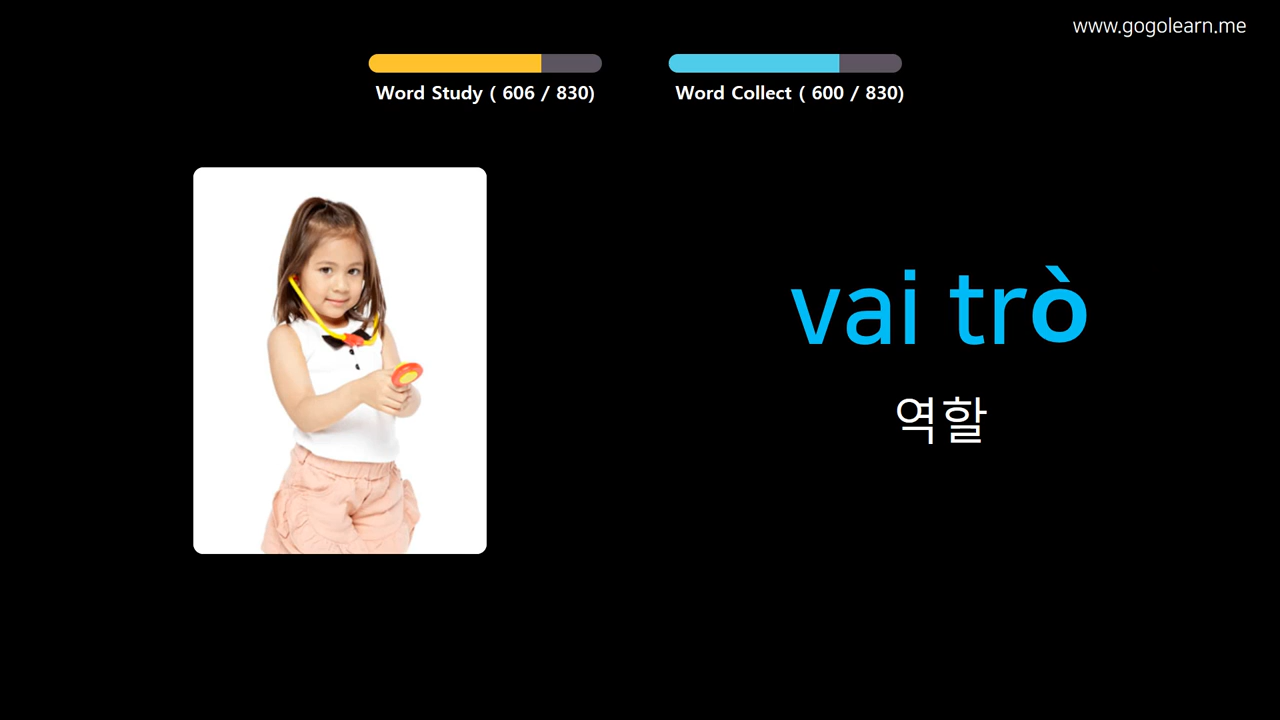 www.gogolearn.me
Word Study ( 606 / 830)
Word Collect ( 600 / 830)
vai trò
역할